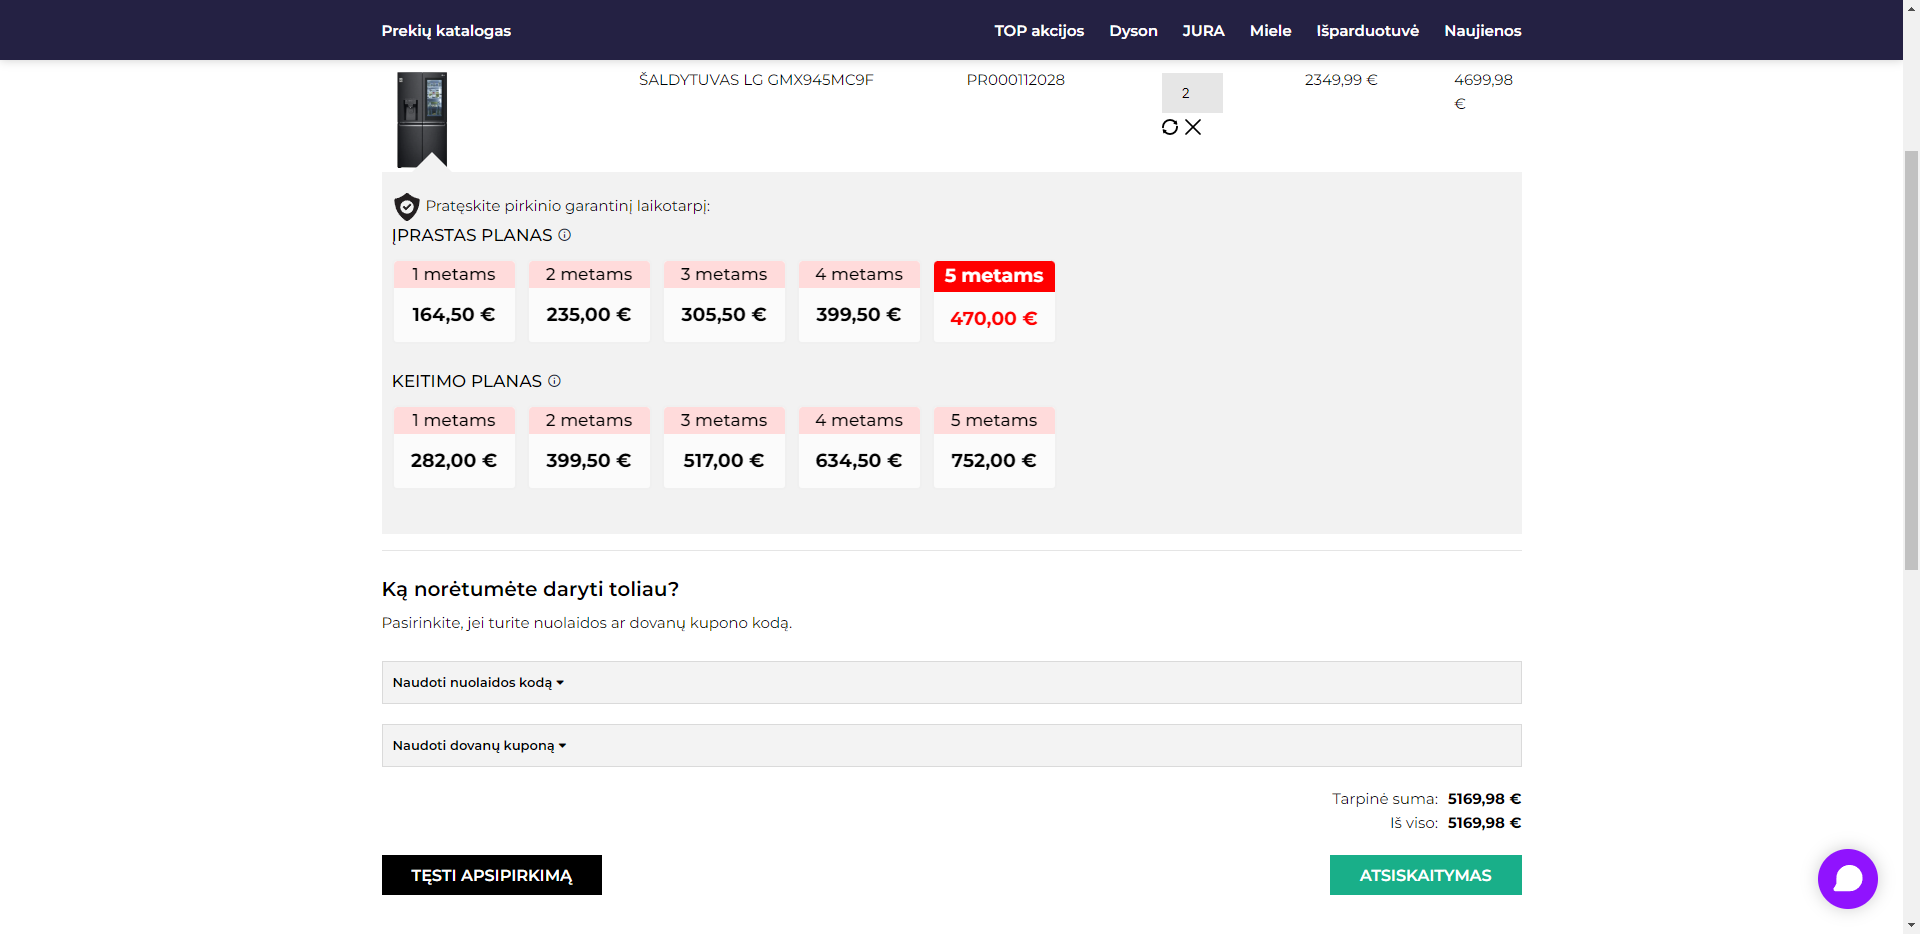 Prekių katalogas TOP akcijos Dyson JURA Miele Išparduotuvė Naujienos
ŠALDYTUVAS LG GMX945MC9F PR000112028 2 2349,99 € 4699,98
€
Pratęskite pirkinio garantinį laikotarpį:
ĮPRASTAS PLANAS
1 metams 2 metams 3 metams 4 metams 5 metams
164,50 € 235,00 € 305,50 € 399,50 € 470,00 €
KEITIMO PLANAS
1 metams 2 metams 3 metams 4 metams 5 metams
282,00 € 399,50 € 517,00 € 634,50 € 752,00 €
Ką norėtumėte daryti toliau?
Pasirinkite, jei turite nuolaidos ar dovanų kupono kodą.
Naudoti nuolaidos kodą
Naudoti dovanų kuponą
Tarpinė suma: 5169,98 €
Iš viso: 5169,98 €
TĘSTI APSIPIRKIMĄ ATSISKAITYMAS